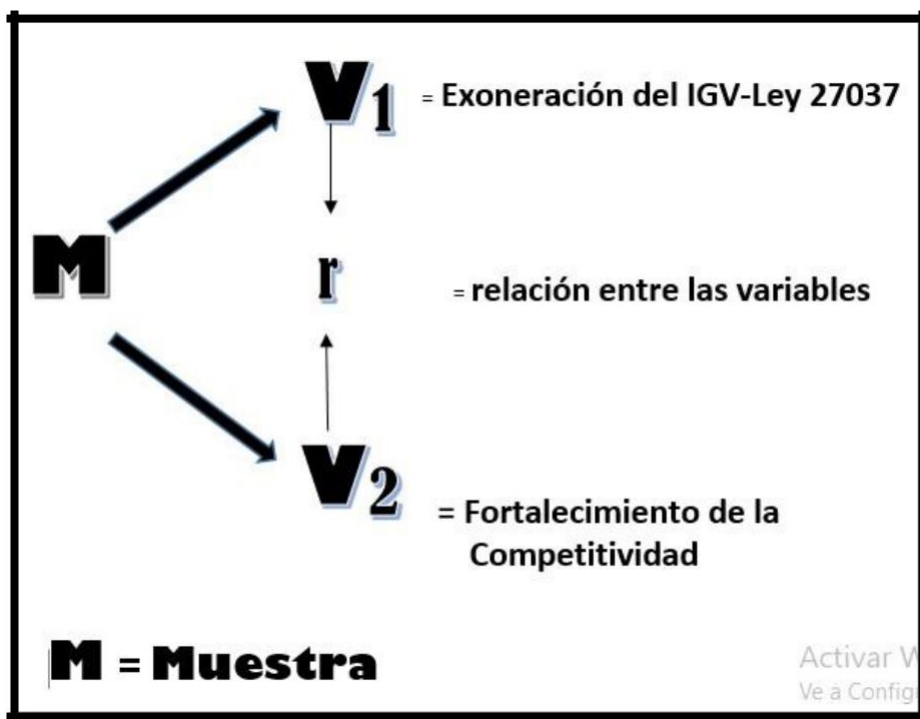 V1 = Exoneración del IGV-Ley 27037
M
r = relación entre las variables
V2 = Fortalecimiento de la
Competitividad
M = Muestra
Activar
Ve a